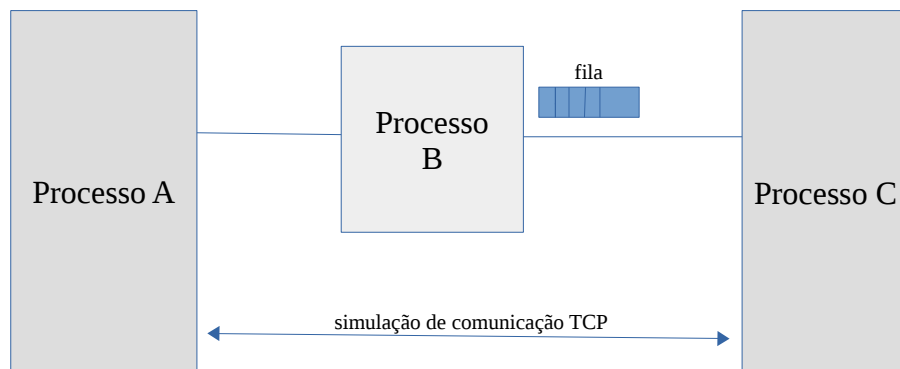 fila
Processo
B
Processo A
Processo C
simulação de comunicação TCP